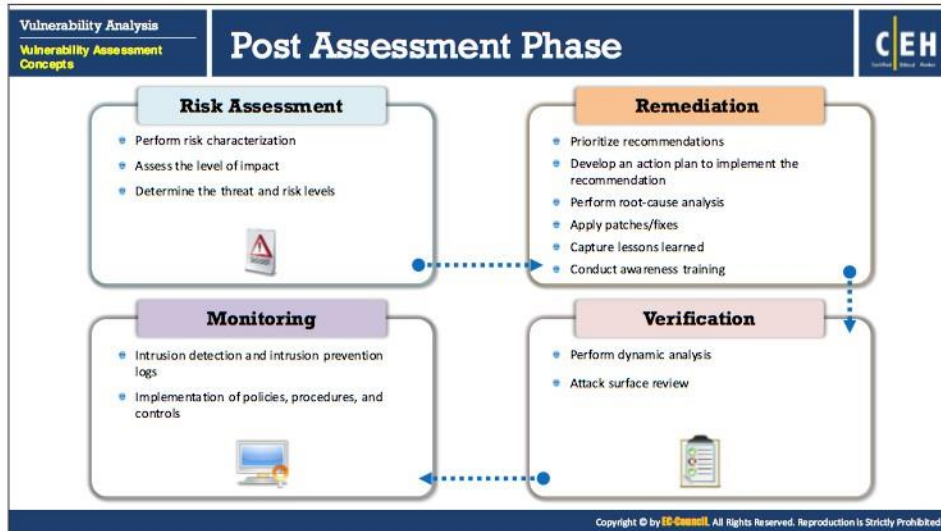 Vulnerability Analysis
Vulnerability Assessment
Concepts
Post Assessment Phase
CEH
Certified Ethical Hacker
Risk Assessment
Perform risk characterization
Assess the level of impact
Determine the threat and risk levels
Remediation
Prioritize recommendations
Develop an action plan to implement the
recommendation
Perform root-cause analysis
Apply patches/fixes
Capture lessons learned
Conduct awareness training
Monitoring
Intrusion detection and intrusion prevention
logs
Implementation of policies, procedures, and
controls
Verification
Perform dynamic analysis
Attack surface review
Copyright © by EC-Council. All Rights Reserved. Reproduction is Strictly Prohibited